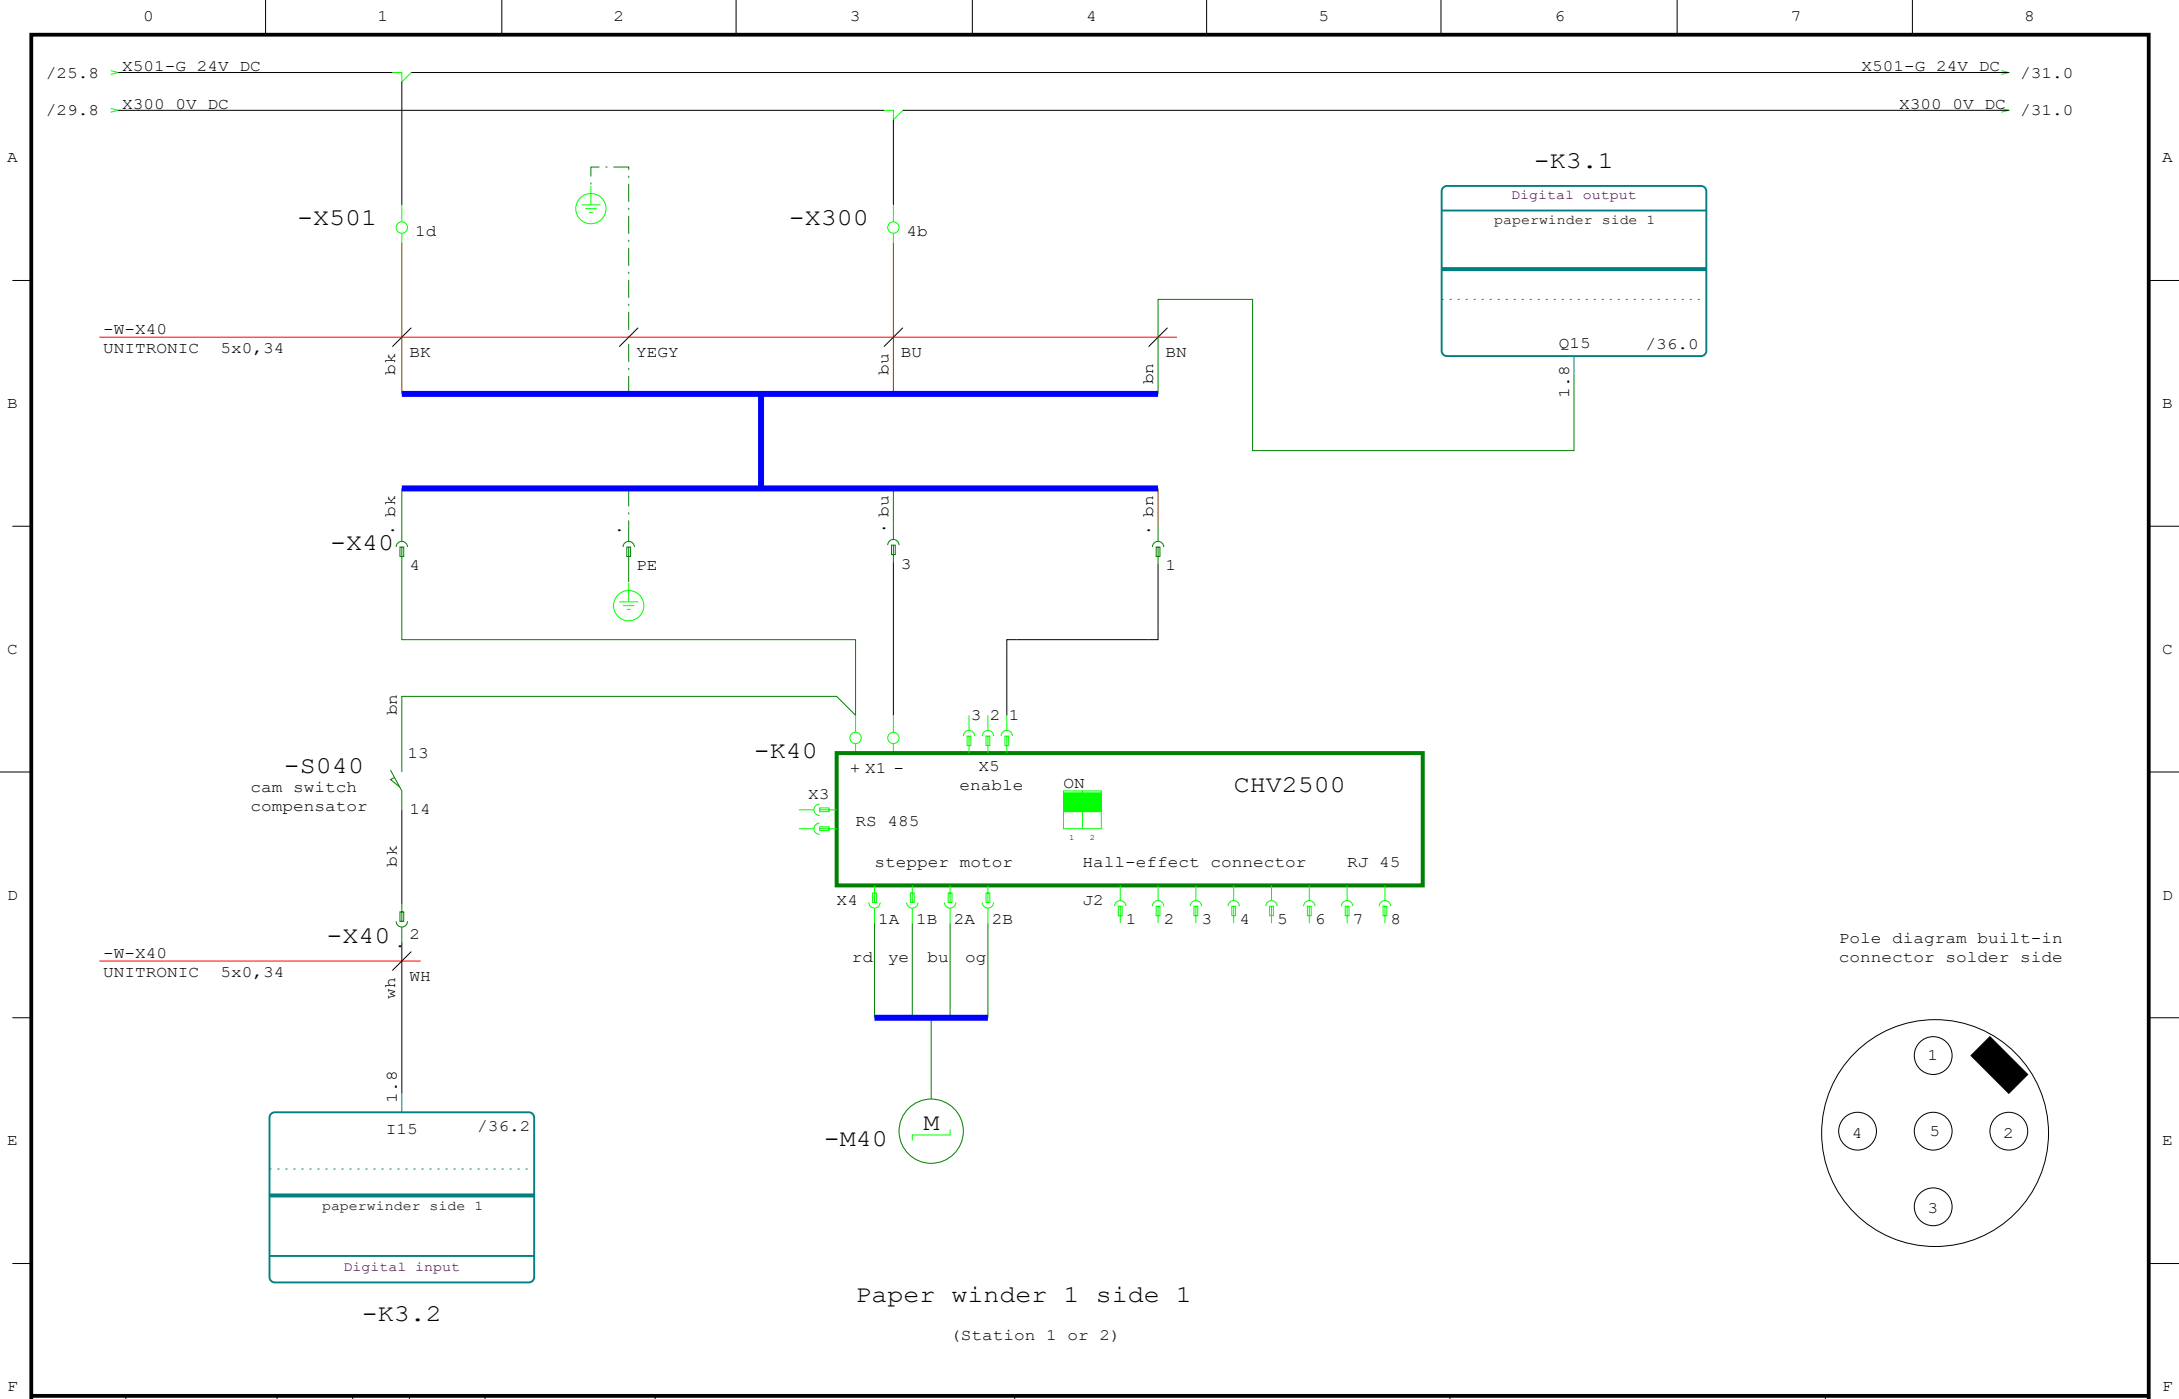 0 1 2 3 4 5 6 7 8
/25.8 X501-G 24V DC X501-G 24V DC /31.0
/29.8 X300 0V DC X300 0V DC /31.0
A A
-K3.1
Digital output
paperwinder side 1
-X501 1d -X300 4b
Q15 /36.0
1.8
-W-X40
UNITRONIC 5x0,34
BK YEGY BU BN
bk bu bn
B B
.bk . .bu .bn
-X40
4 PE 3 1
C C
bn
3 2 1
-K40
13
-S040
cam switch
compensator
14
+ X1 - X5
enable
ON
CHV2500
X3
RS 485
1 2
bk
stepper motor Hall-effect connector RJ 45
D D
X4 1A 1B 2A 2B J2 1 2 3 4 5 6 7 8
-X40. 2
-W-X40
UNITRONIC 5x0,34
WH
wh
rd ye bu og
Pole diagram built-in
connector solder side
1.8
1
4 5 2
3
I15 /36.2
M
-M40
E E
paperwinder side 1
Digital input
-K3.2
Paper winder 1 side 1
(Station 1 or 2)
F F